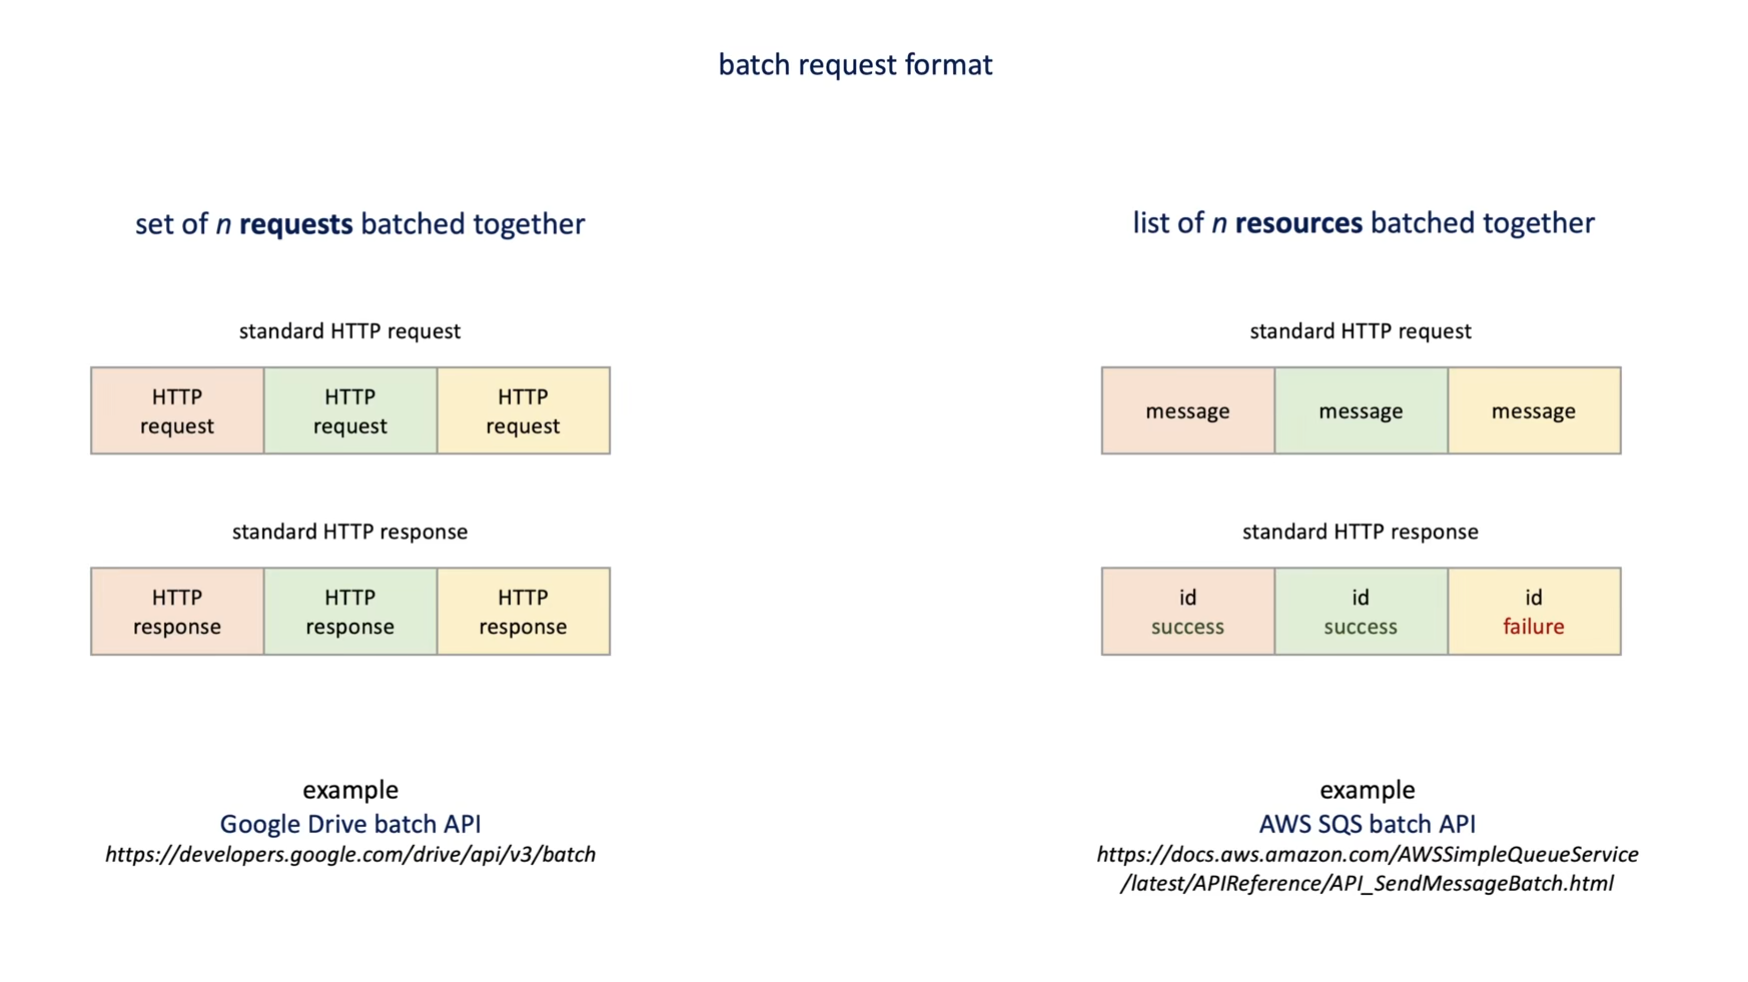 batch request format
set of n requests batched together
standard HTTP request
HTTP
request
HTTP
request
HTTP
request
standard HTTP response
HTTP
response
HTTP
response
HTTP
response
example
Google Drive batch API
https://developers.google.com/drive/api/v3/batch
list of n resources batched together
standard HTTP request
message
message
message
standard HTTP response
id
success
id
success
id
failure
example
AWS SQS batch API
https://docs.aws.amazon.com/AWSSimpleQueueService
/latest/APIReference/API_SendMessageBatch.html